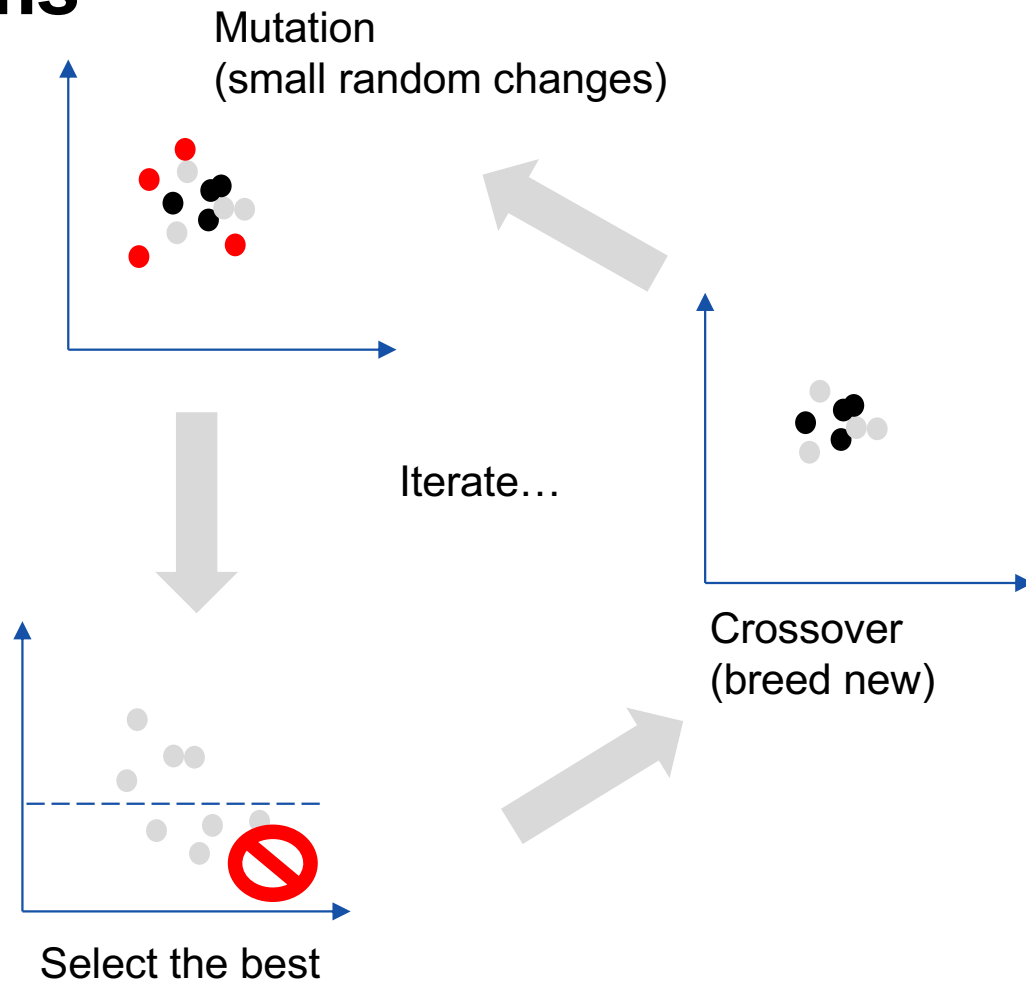 Mutation
(small random changes)
Iterate…
Crossover
(breed new)
Select the best